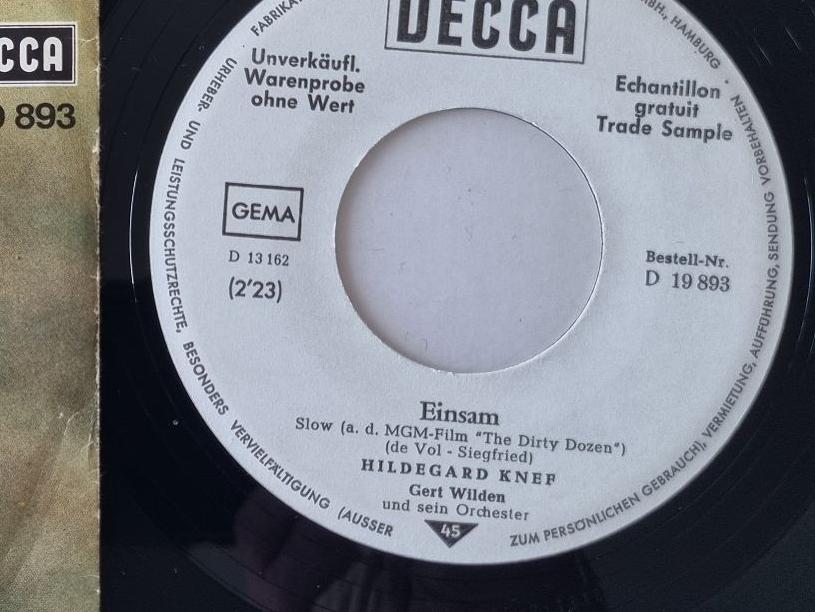 CCA
893
DECCA
Unverkäufl.
Warenprobe
ohne Wert
Echantillon
gratuit
Trade Sample
GEMA
D 13 162
(2'23)
Bestell-Nr.
D 19 893
Einsam
Slow (a. d. MGM-Film "The Dirty Dozen")
(de Vol - Siegfried)
HILDEGARD KNEF
Gert Wilden
und sein Orchester
45
HAMBURG · URHEBER- UND LEISTUNGSSCHUTZRECHTE, BESONDERS VERVIELFÄLTIGUNG (AUSSER ZUM PERSÖNLICHEN GEBRAUCH), VERMIETUNG, AUFFÜHRUNG, SENDUNG VORBEHALTEN